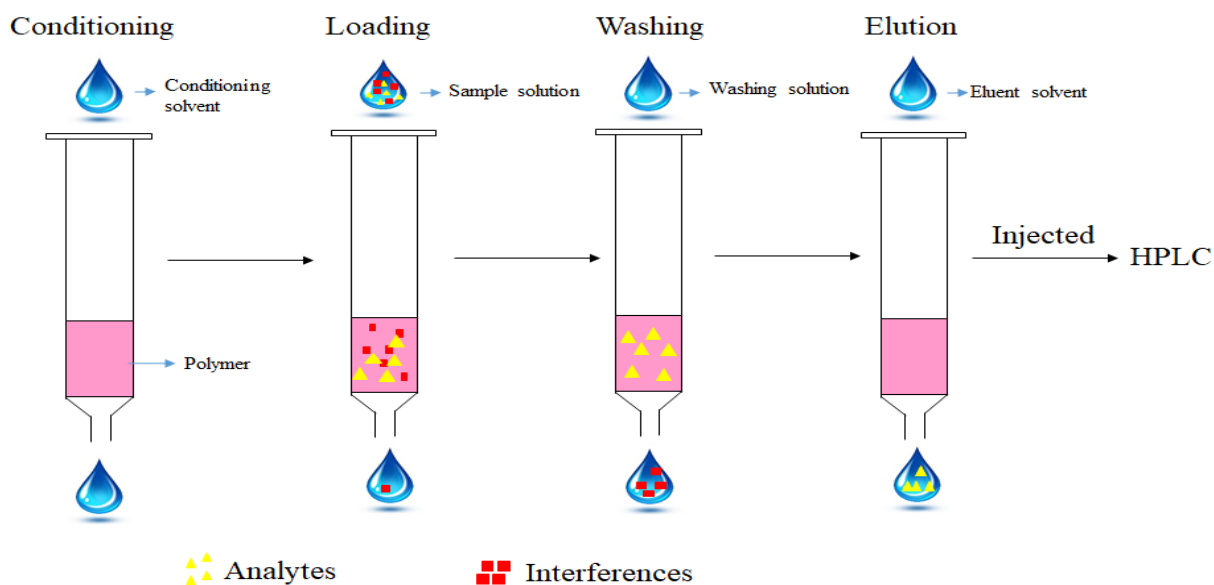 Conditioning
Loading
Washing
Elution
Conditioning
solvent
Sample solution
Washing solution
Eluent solvent
Injected
HPLC
Polymer
Analytes
Interferences